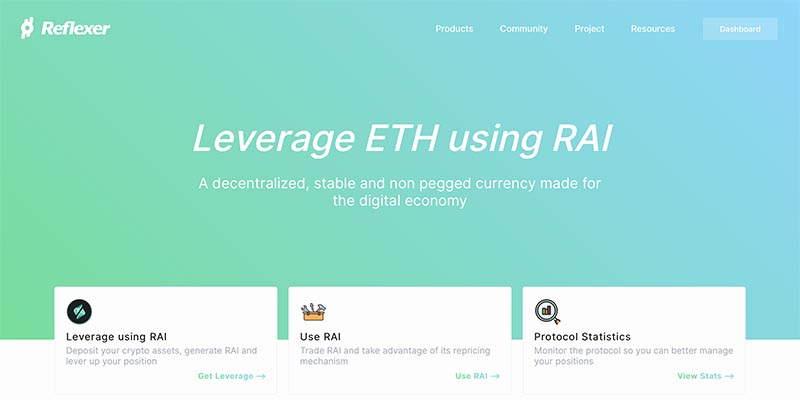 Reflexer
Products Community Project Resources Dashboard
Leverage ETH using RAI
A decentralized, stable and non pegged currency made for
the digital economy
Leverage using RAI
Deposit your crypto assets, generate RAI and
lever up your position
Get Leverage →
Use RAI
Trade RAI and take advantage of its repricing
mechanism
Use RAI →
Protocol Statistics
Monitor the protocol so you can better manage
your positions
View Stats →